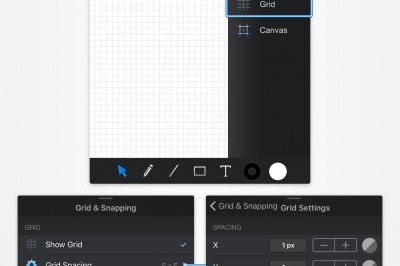 Grid
Canvas
T
Grid & Snapping
GRID
Show Grid
Grid Spacing
Grid & Snapping Grid Settings
SPACING
X 1 px
X